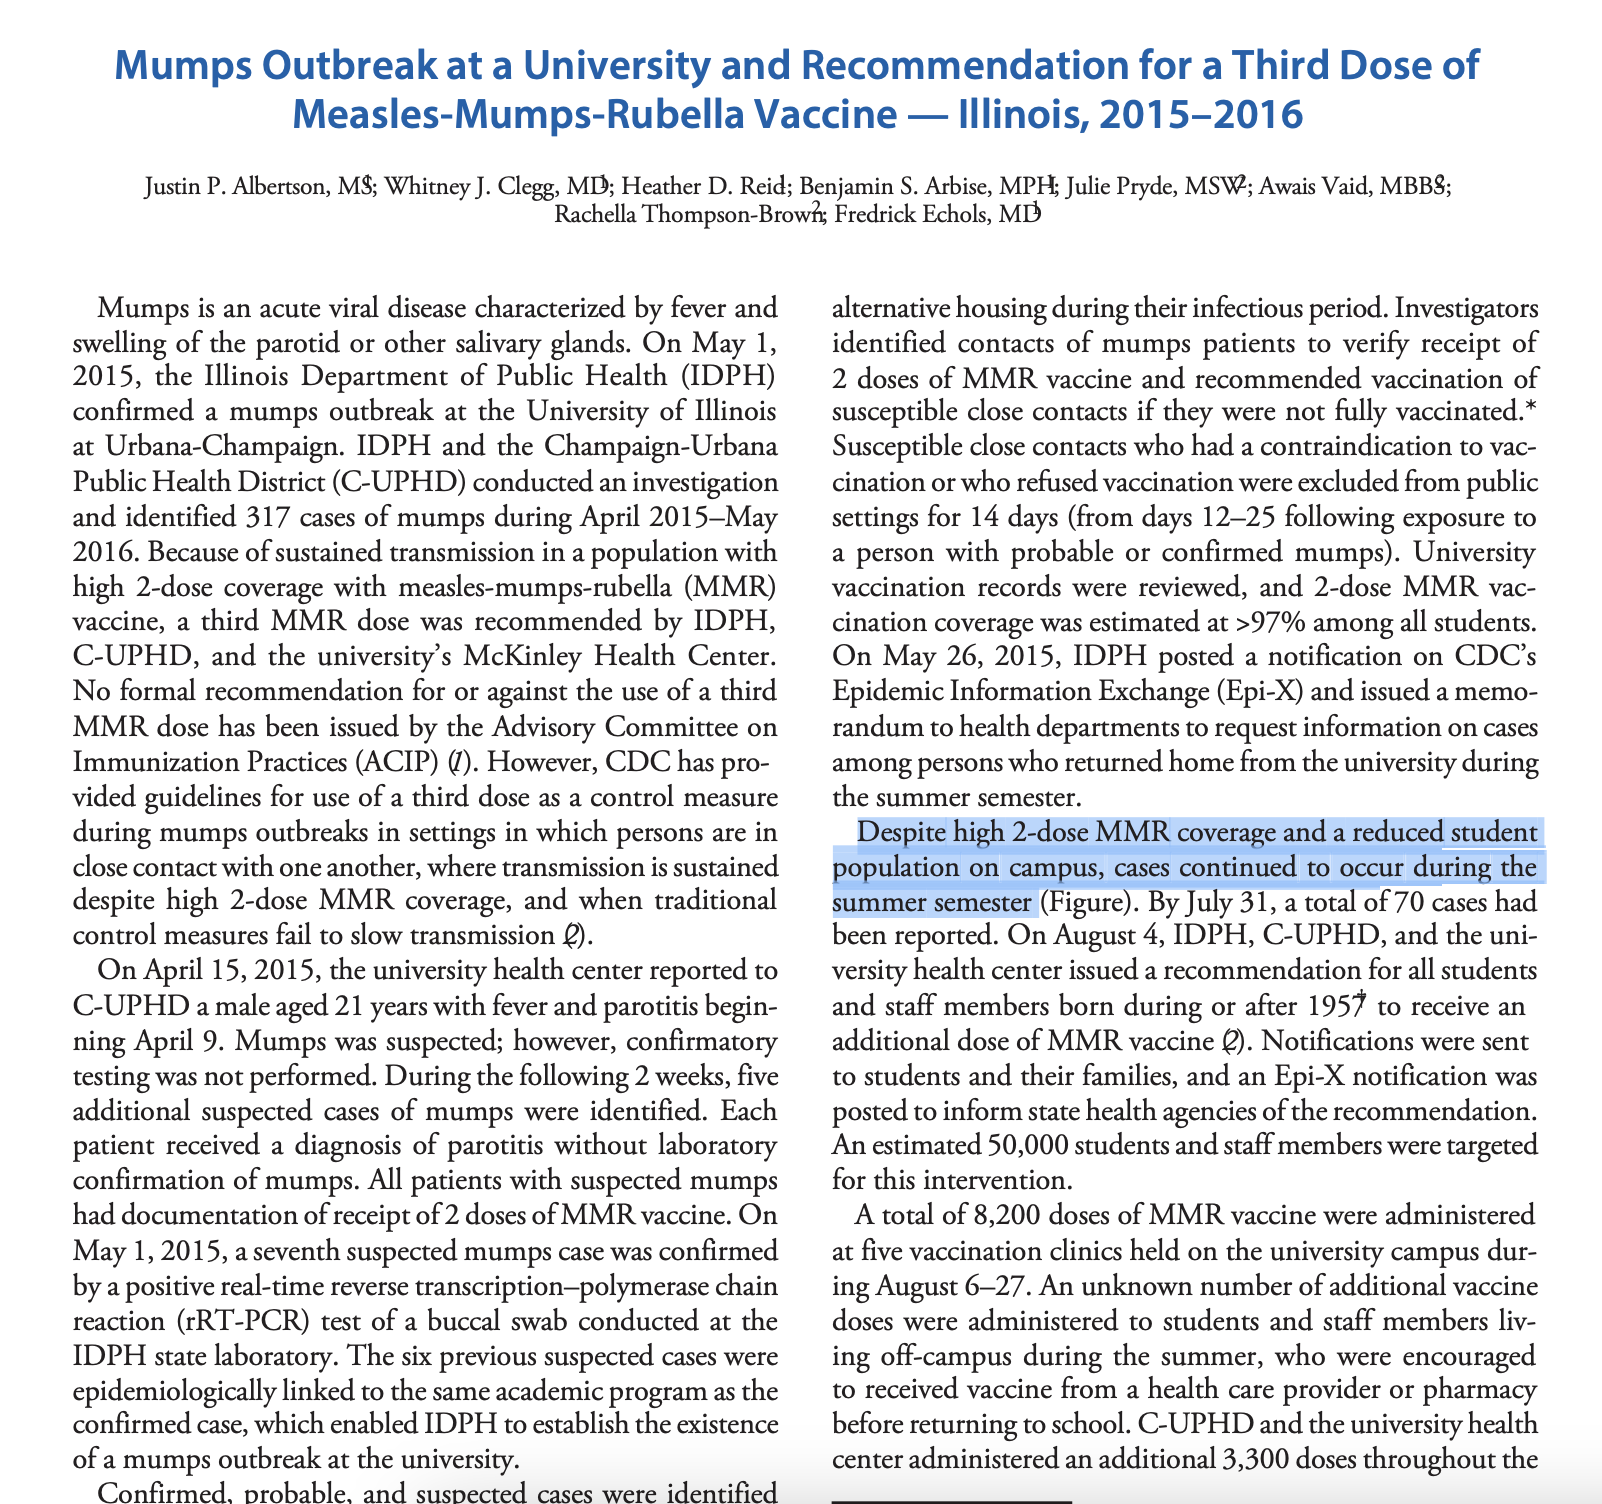 Mumps Outbreak at a University and Recommendation for a Third Dose of
Measles-Mumps-Rubella Vaccine — Illinois, 2015–2016
Justin P. Albertson, MS1; Whitney J. Clegg, MD1; Heather D. Reid1; Benjamin S. Arbise, MPH1; Julie Pryde, MSW2; Awais Vaid, MBBS2;
Rachella Thompson-Brown2; Fredrick Echols, MD1
Mumps is an acute viral disease characterized by fever and
swelling of the parotid or other salivary glands. On May 1,
2015, the Illinois Department of Public Health (IDPH)
confirmed a mumps outbreak at the University of Illinois
at Urbana-Champaign. IDPH and the Champaign-Urbana
Public Health District (C-UPHD) conducted an investigation
and identified 317 cases of mumps during April 2015–May
2016. Because of sustained transmission in a population with
high 2-dose coverage with measles-mumps-rubella (MMR)
vaccine, a third MMR dose was recommended by IDPH,
C-UPHD, and the university’s McKinley Health Center.
No formal recommendation for or against the use of a third
MMR dose has been issued by the Advisory Committee on
Immunization Practices (ACIP) (1). However, CDC has pro-
vided guidelines for use of a third dose as a control measure
during mumps outbreaks in settings in which persons are in
close contact with one another, where transmission is sustained
despite high 2-dose MMR coverage, and when traditional
control measures fail to slow transmission (2).
On April 15, 2015, the university health center reported to
C-UPHD a male aged 21 years with fever and parotitis begin-
ning April 9. Mumps was suspected; however, confirmatory
testing was not performed. During the following 2 weeks, five
additional suspected cases of mumps were identified. Each
patient received a diagnosis of parotitis without laboratory
confirmation of mumps. All patients with suspected mumps
had documentation of receipt of 2 doses of MMR vaccine. On
May 1, 2015, a seventh suspected mumps case was confirmed
by a positive real-time reverse transcription–polymerase chain
reaction (rRT-PCR) test of a buccal swab conducted at the
IDPH state laboratory. The six previous suspected cases were
epidemiologically linked to the same academic program as the
confirmed case, which enabled IDPH to establish the existence
of a mumps outbreak at the university.
Confirmed, probable, and suspected cases were identified
alternative housing during their infectious period. Investigators
identified contacts of mumps patients to verify receipt of
2 doses of MMR vaccine and recommended vaccination of
susceptible close contacts if they were not fully vaccinated.*
Susceptible close contacts who had a contraindication to vac-
cination or who refused vaccination were excluded from public
settings for 14 days (from days 12–25 following exposure to
a person with probable or confirmed mumps). University
vaccination records were reviewed, and 2-dose MMR vac-
cination coverage was estimated at >97% among all students.
On May 26, 2015, IDPH posted a notification on CDC’s
Epidemic Information Exchange (Epi-X) and issued a memo-
randum to health departments to request information on cases
among persons who returned home from the university during
the summer semester.
Despite high 2-dose MMR coverage and a reduced student
population on campus, cases continued to occur during the
summer semester (Figure). By July 31, a total of 70 cases had
been reported. On August 4, IDPH, C-UPHD, and the uni-
versity health center issued a recommendation for all students
and staff members born during or after 1957† to receive an
additional dose of MMR vaccine (2). Notifications were sent
to students and their families, and an Epi-X notification was
posted to inform state health agencies of the recommendation.
An estimated 50,000 students and staff members were targeted
for this intervention.
A total of 8,200 doses of MMR vaccine were administered
at five vaccination clinics held on the university campus dur-
ing August 6–27. An unknown number of additional vaccine
doses were administered to students and staff members liv-
ing off-campus during the summer, who were encouraged
to received vaccine from a health care provider or pharmacy
before returning to school. C-UPHD and the university health
center administered an additional 3,300 doses throughout the